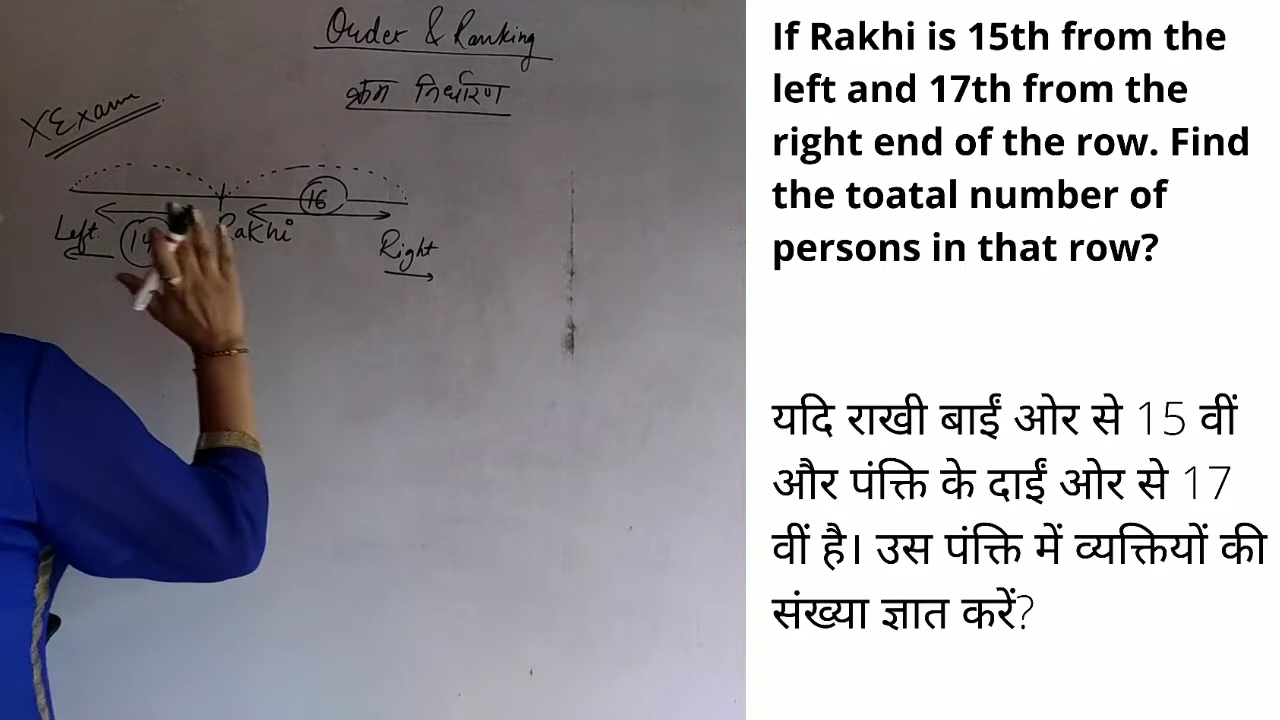 Order & Ranking
क्रम निर्धारण
XExam
16
Left
14
Rakhi
Right
If Rakhi is 15th from the
left and 17th from the
right end of the row. Find
the toatal number of
persons in that row?
यदि राखी बाईं ओर से 15 वीं
और पंक्ति के दाईं ओर से 17
वीं है। उस पंक्ति में व्यक्तियों की
संख्या ज्ञात करें?